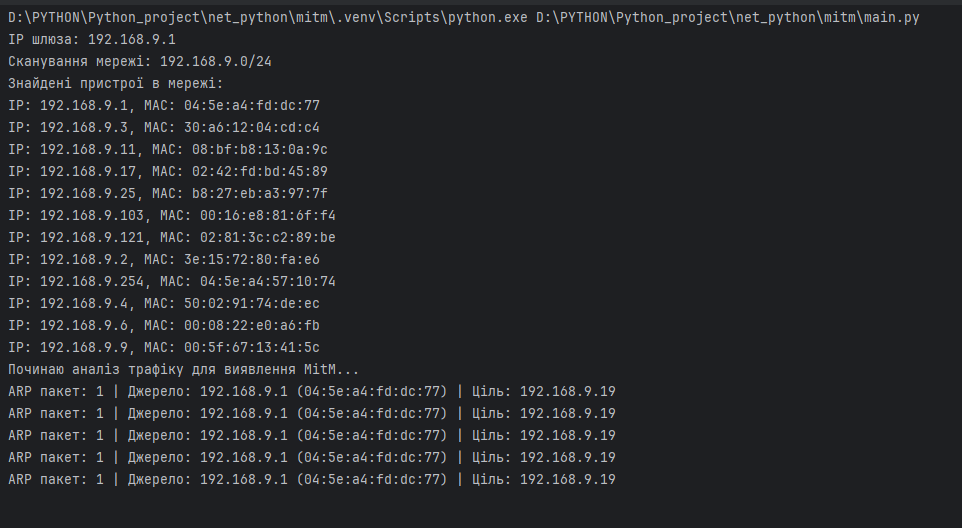 D:\PYTHON\Python_project\net_python\mitm\.venv\Scripts\python.exe D:\PYTHON\Python_project\net_python\mitm\main.py
IP шлюза: 192.168.9.1
Сканування мережі: 192.168.9.0/24
Знайдені пристрої в мережі:
IP: 192.168.9.1, MAC: 04:5e:a4:fd:dc:77
IP: 192.168.9.3, MAC: 30:a6:12:04:cd:c4
IP: 192.168.9.11, MAC: 08:bf:b8:13:0a:9c
IP: 192.168.9.17, MAC: 02:42:fd:bd:45:89
IP: 192.168.9.25, MAC: b8:27:eb:a3:97:7f
IP: 192.168.9.103, MAC: 00:16:e8:81:6f:f4
IP: 192.168.9.121, MAC: 02:81:3c:c2:89:be
IP: 192.168.9.2, MAC: 3e:15:72:80:fa:e6
IP: 192.168.9.254, MAC: 04:5e:a4:57:10:74
IP: 192.168.9.4, MAC: 50:02:91:74:de:ec
IP: 192.168.9.6, MAC: 00:08:22:e0:a6:fb
IP: 192.168.9.9, MAC: 00:5f:67:13:41:5c
Починаю аналіз трафіку для виявлення MitM...
ARP пакет: 1 | Джерело: 192.168.9.1 (04:5e:a4:fd:dc:77) | Ціль: 192.168.9.19
ARP пакет: 1 | Джерело: 192.168.9.1 (04:5e:a4:fd:dc:77) | Ціль: 192.168.9.19
ARP пакет: 1 | Джерело: 192.168.9.1 (04:5e:a4:fd:dc:77) | Ціль: 192.168.9.19
ARP пакет: 1 | Джерело: 192.168.9.1 (04:5e:a4:fd:dc:77) | Ціль: 192.168.9.19
ARP пакет: 1 | Джерело: 192.168.9.1 (04:5e:a4:fd:dc:77) | Ціль: 192.168.9.19